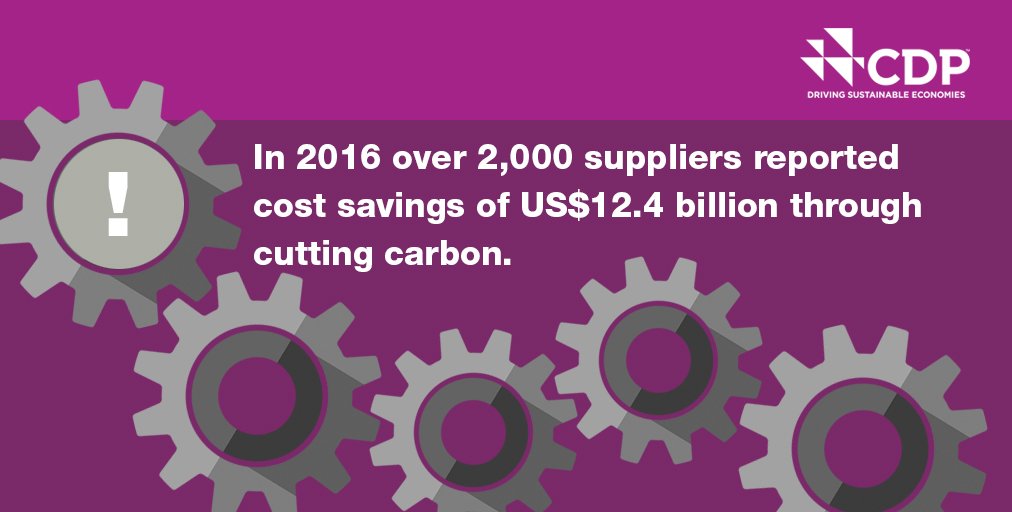 CDP™
DRIVING SUSTAINABLE ECONOMIES
!
In 2016 over 2,000 suppliers reported
cost savings of US$12.4 billion through
cutting carbon.